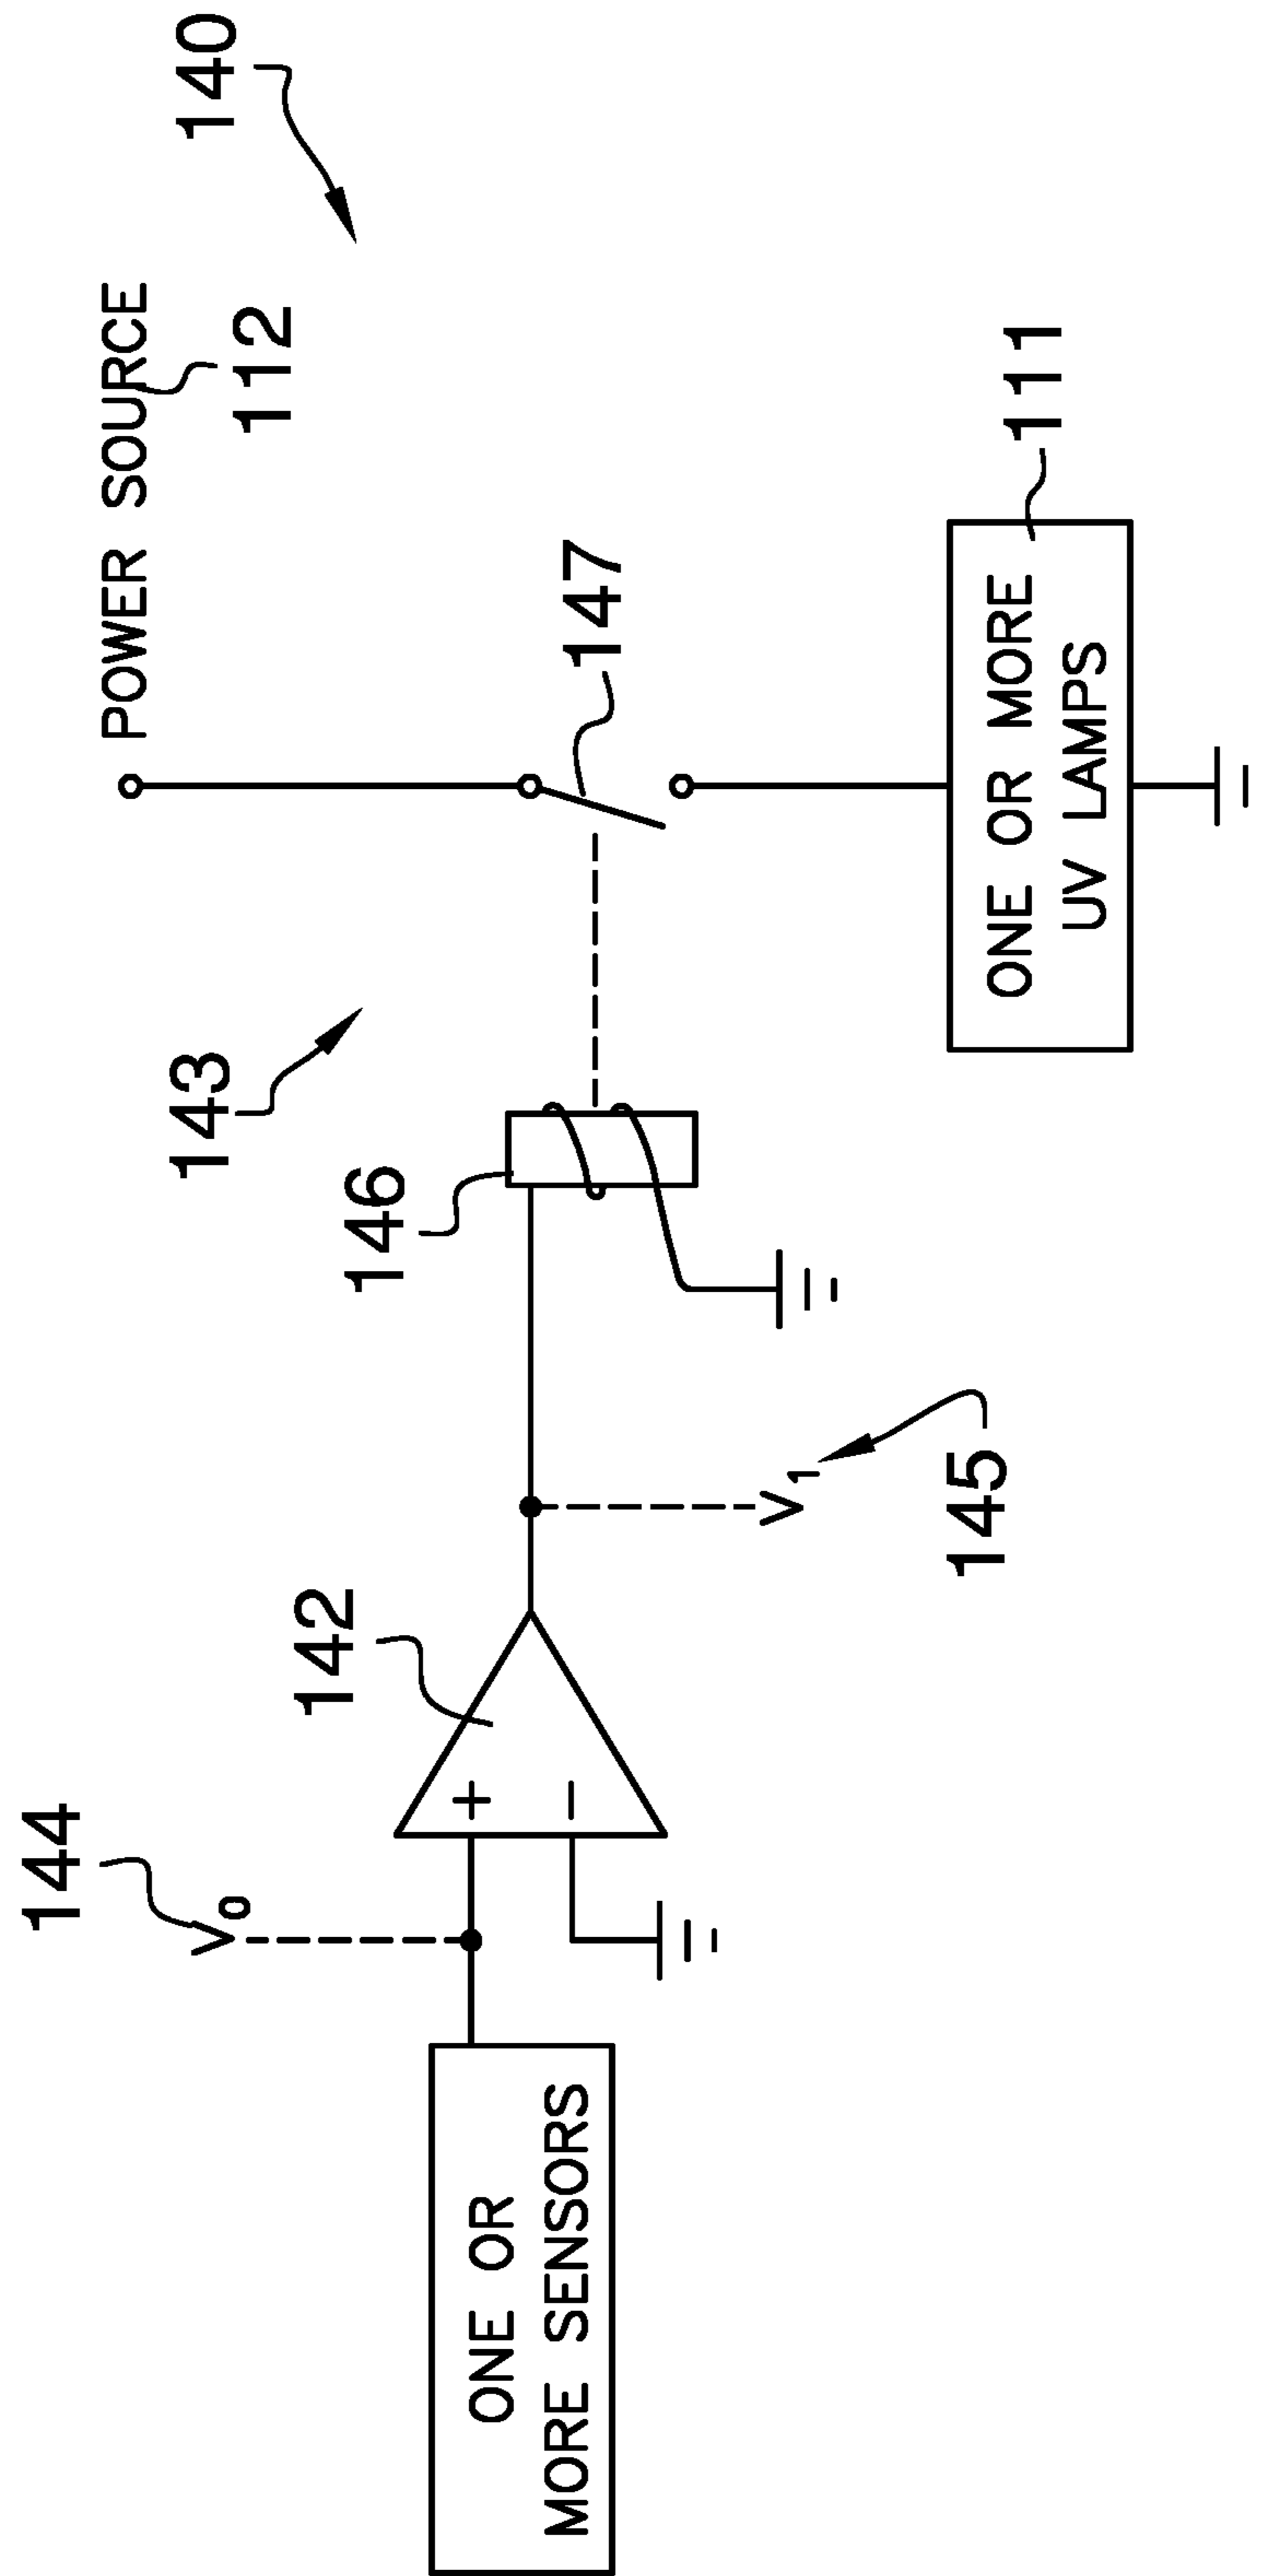 144
POWER SOURCE
140
143
V0
112
142
146
+
−
147
ONE OR
MORE SENSORS
V1
145
ONE OR MORE
UV LAMPS
111